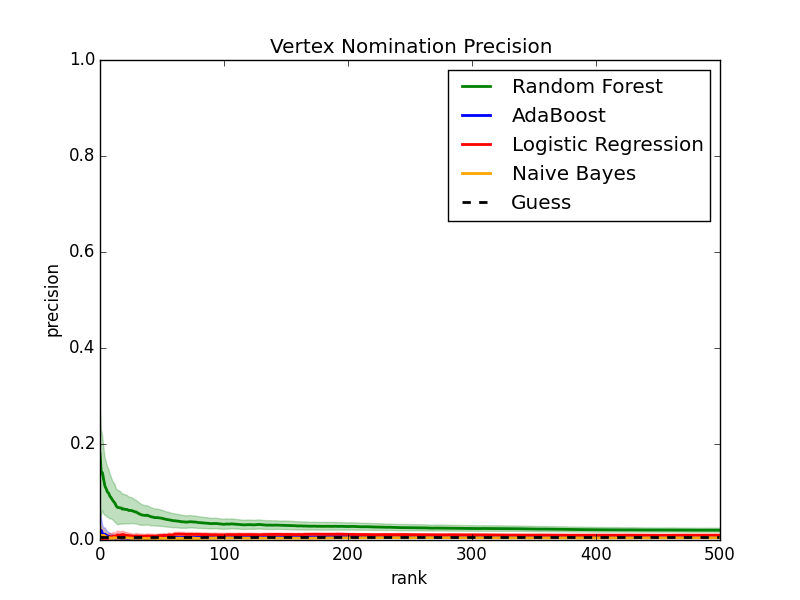 Vertex Nomination Precision
1.0
0.8
0.6
0.4
0.2
0.0
precision
Random Forest
AdaBoost
Logistic Regression
Naive Bayes
Guess
0 100 200 300 400 500
rank